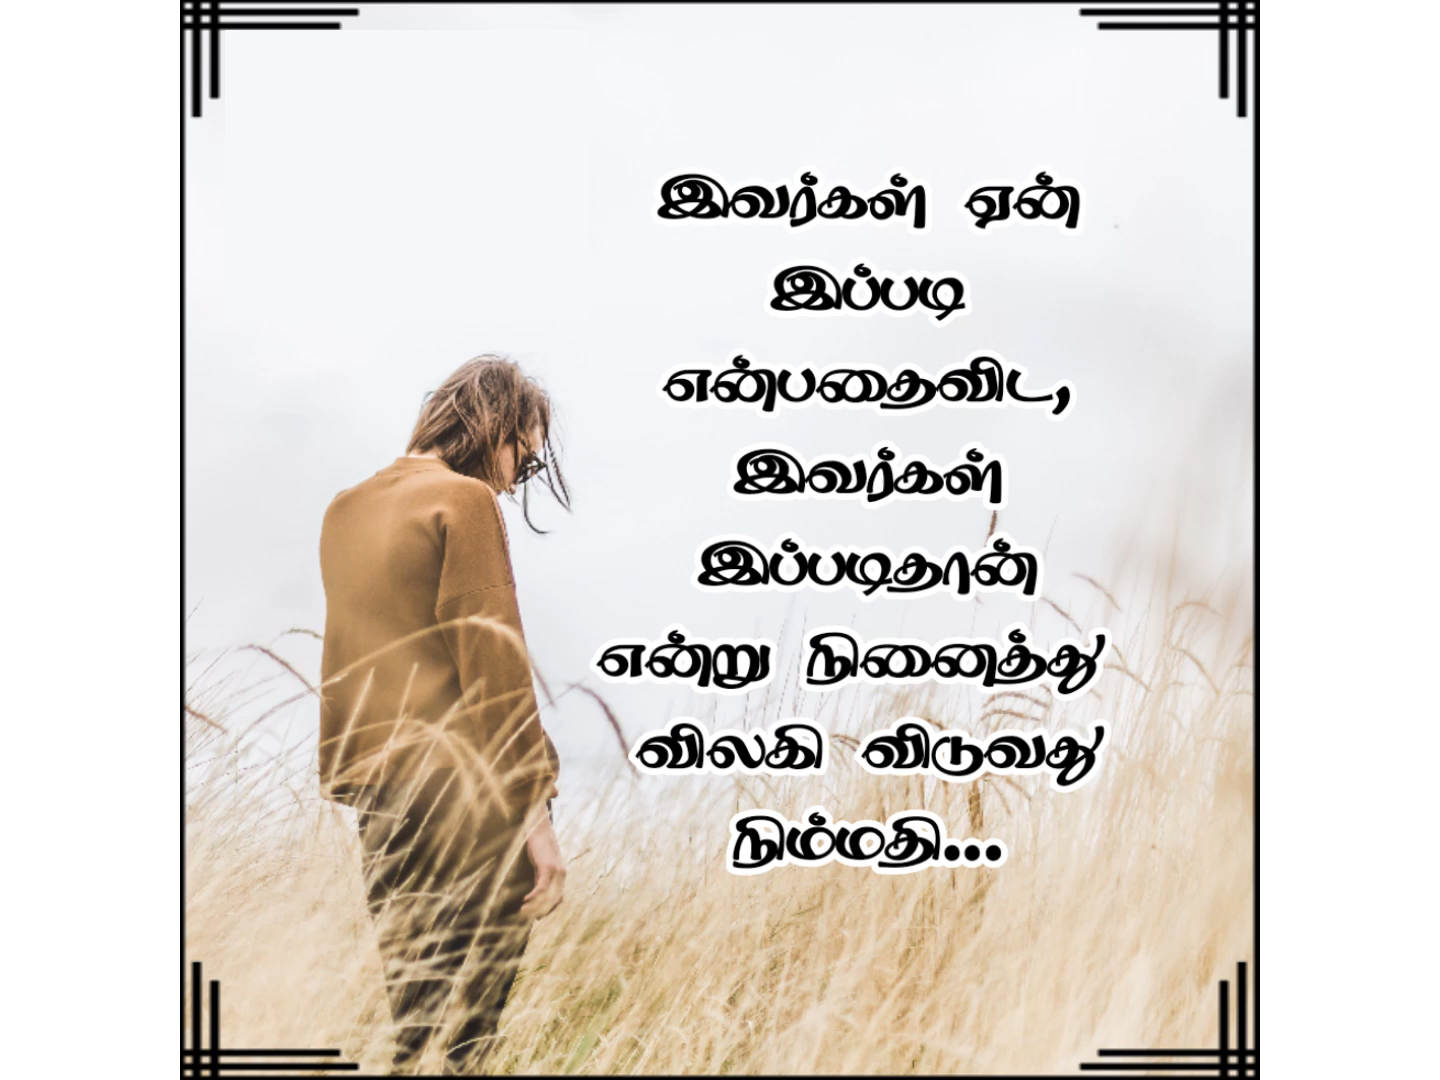 இவர்கள் ஏன்
இப்படி
என்பதைவிட,
இவர்கள்
இப்படிதான்
என்று நினைத்து
விலகி விடுவது
நிம்மதி...